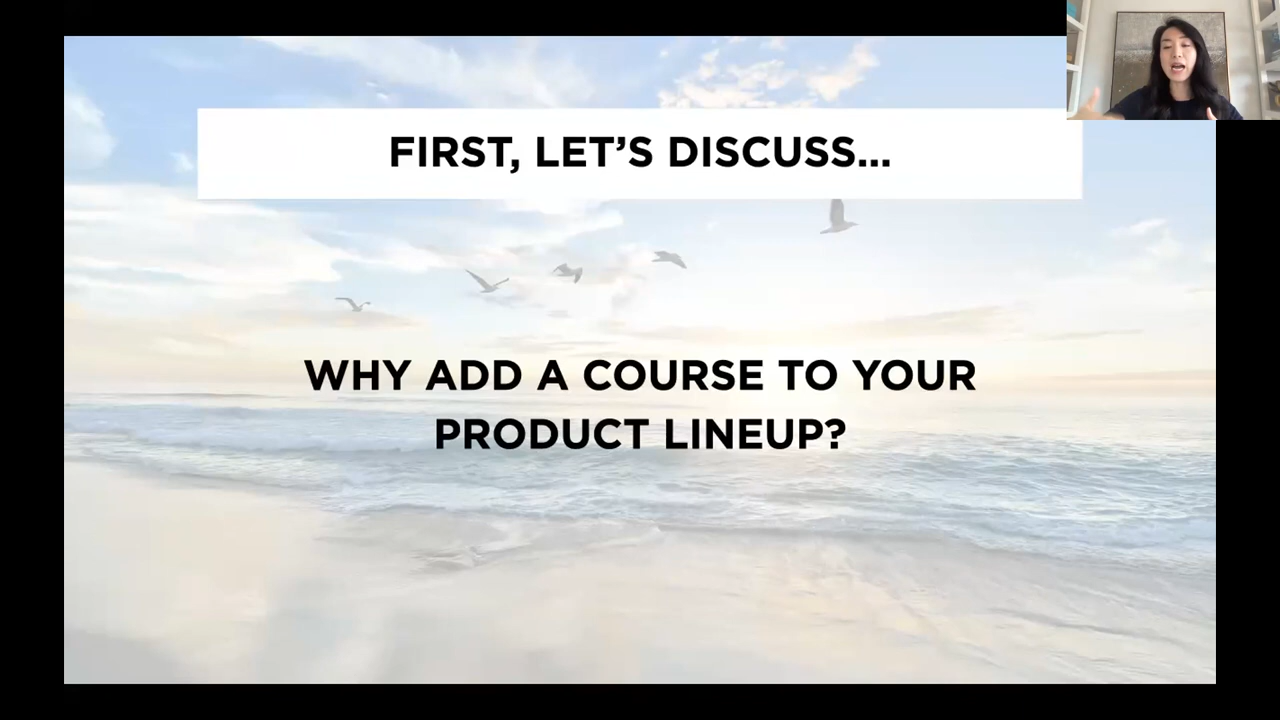 FIRST, LET'S DISCUSS...
WHY ADD A COURSE TO YOUR
PRODUCT LINEUP?